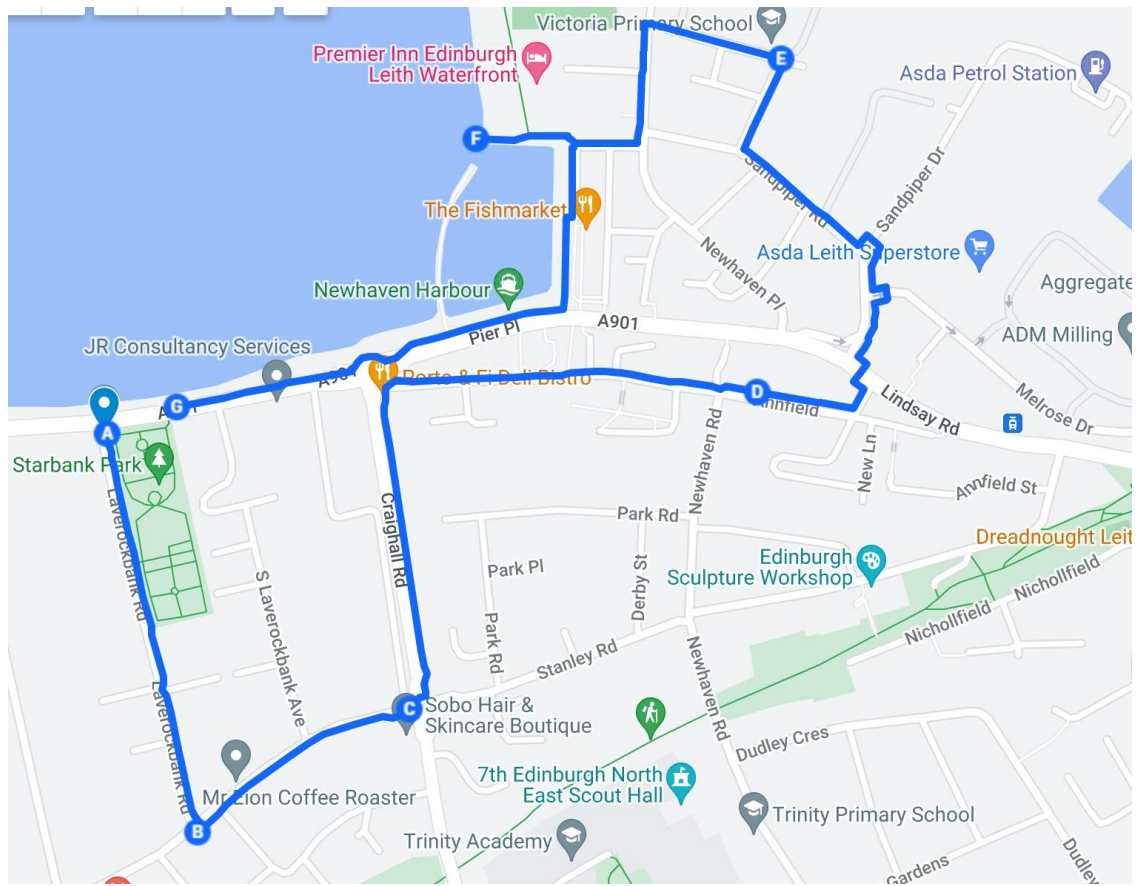 Victoria Primary School
E
Premier Inn Edinburgh
Leith Waterfront
Asda Petrol Station
F
Sandpiper Rd
Sandpiper Dr
The Fishmarket
Newhaven Pl
Asda Leith Superstore
Newhaven Harbour
Aggregate
Pier Pl
A901
ADM Milling
JR Consultancy Services
A901
Porto & Fi Deli Bistro
D
Annfield
Lindsay Rd
Melrose Dr
G
A
Starbank Park
Laverockbank Rd
Craighall Rd
Newhaven Rd
New Ln
Annfield St
Park Rd
Dreadnought Leit
Edinburgh
Sculpture Workshop
Park Pl
Derby St
S Laverockbank Ave
Nichollfield
Nichollfield
Park Rd
Stanley Rd
Newhaven Rd
Laverockbank Rd
C
Sobo Hair &
Skincare Boutique
Dudley Cres
Mr Eion Coffee Roaster
7th Edinburgh North
East Scout Hall
B
Trinity Primary School
Trinity Academy
Gardens
Dudley